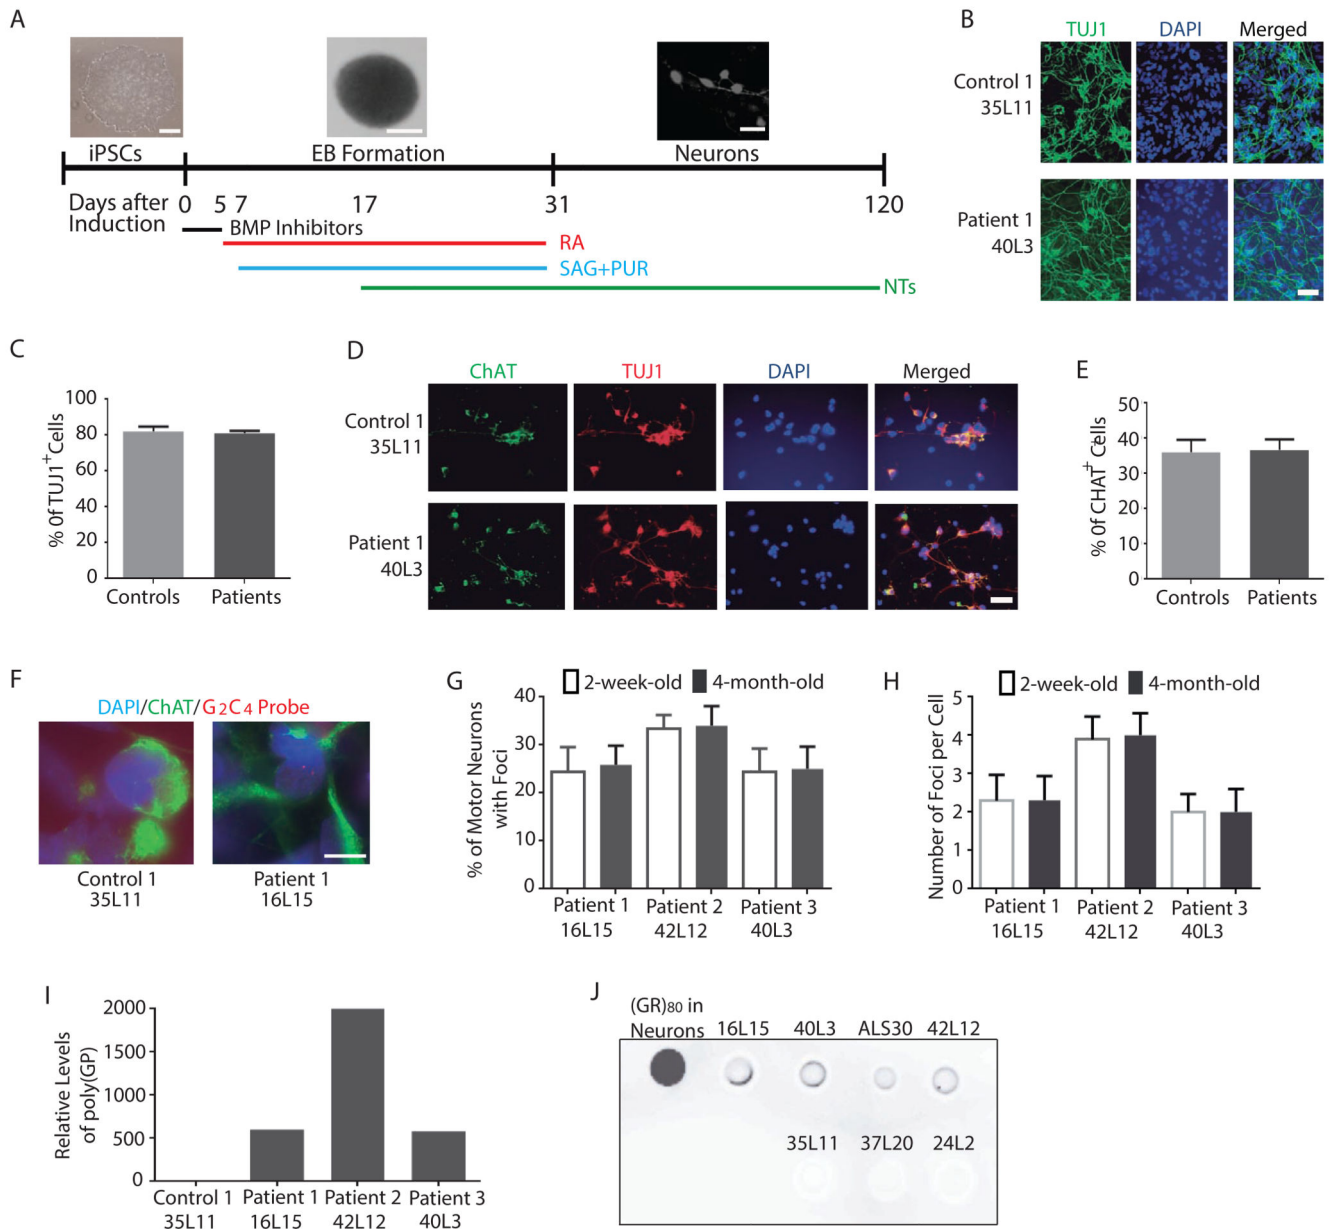 A
iPSCs
EB Formation
Neurons
Days after
Induction
0 5 7 17 31 120
BMP Inhibitors
RA
SAG+PUR
NTs
B
TUJ1 DAPI Merged
Control 1
35L11
Patient 1
40L3
C
% Of TUJ1+Cells
100
80
60
40
20
0
Controls Patients
D
ChAT TUJ1 DAPI Merged
Control 1
35L11
Patient 1
40L3
E
% Of CHAT+ Cells
50
40
30
20
10
0
Controls Patients
F
DAPI/ChAT/G2C4 Probe
Control 1
35L11
Patient 1
16L15
G
2-week-old 4-month-old
% of Motor Neurons
with Foci
40
30
20
10
0
Patient 1 Patient 2 Patient 3
16L15 42L12 40L3
H
2-week-old 4-month-old
Number of Foci per Cell
5
4
3
2
1
0
Patient 1 Patient 2 Patient 3
16L15 42L12 40L3
I
Relative Levels
of poly(GP)
2000
1500
1000
500
0
Control 1 Patient 1 Patient 2 Patient 3
35L11 16L15 42L12 40L3
J
(GR)80 in
Neurons 16L15 40L3 ALS30 42L12
35L11 37L20 24L2